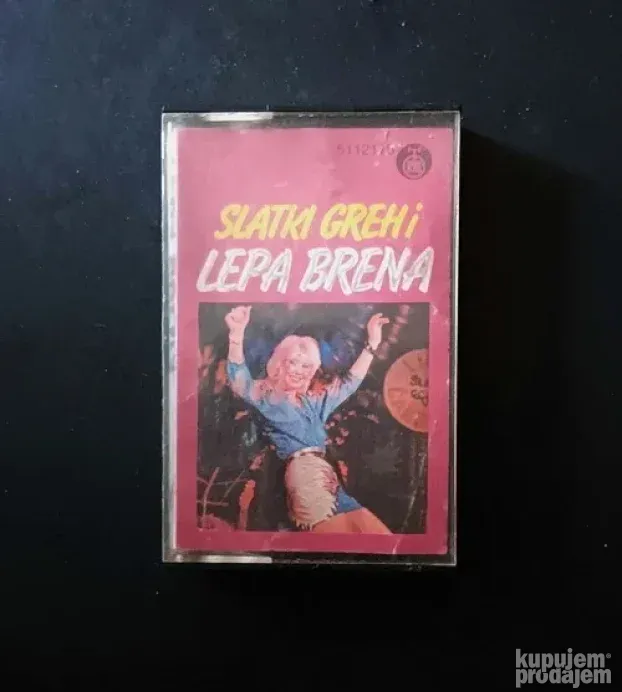 SLATKI GREH i
LEPA BRENA
kupujem
prodajem